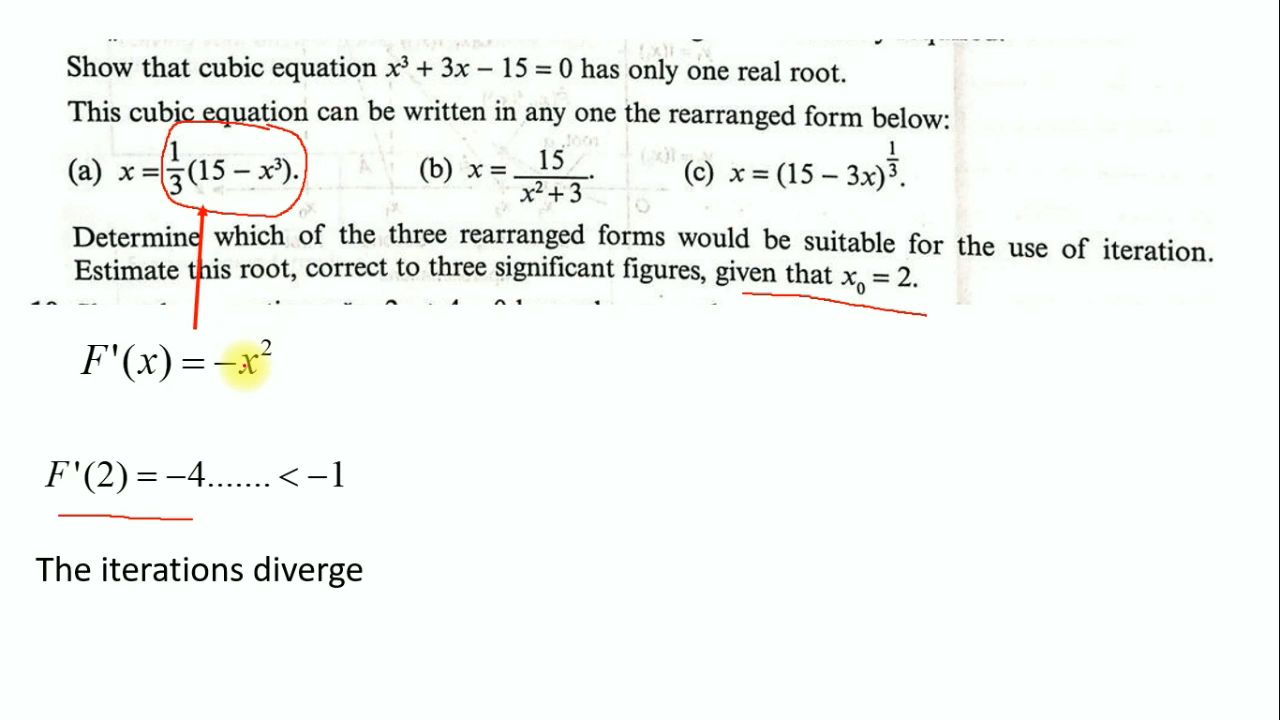 Show that cubic equation x³ + 3x − 15 = 0 has only one real root.
This cubic equation can be written in any one the rearranged form below:
(a) x = 1/3 (15 − x³). (b) x = 15/(x² + 3). (c) x = (15 − 3x)^(1/3).
Determine which of the three rearranged forms would be suitable for the use of iteration.
Estimate this root, correct to three significant figures, given that x₀ = 2.
F'(x) = −x²
F'(2) = −4....... < −1
The iterations diverge